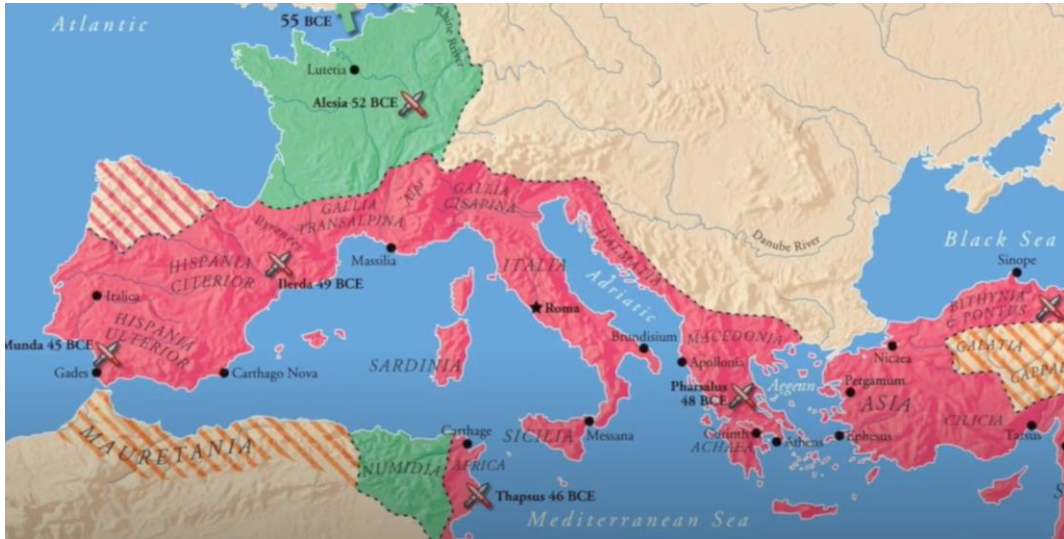 55 BCE
Atlantic
Rhine River
Lutetia
Alesia 52 BCE
GALLIA
CISAPINA
GALLIA
TRANSALPINA
Pyrenees
Massilia
HISPANIA
CITERIOR
Ilerda 49 BCE
Italica
HISPANIA
ULTERIOR
Munda 45 BCE
Gades
Carthago Nova
ITALIA
Roma
Adriatic
DALMATIA
Danube River
Black Sea
Sinope
BITHYNIA
& PONTUS
GALATIA
Nicaea
Brundisium
MACEDONIA
Apollonia
Pharsalus
48 BCE
Aegean
Pergamum
ASIA
CILICIA
Tarsus
SARDINIA
SICILIA
Messana
Corinth
ACHAEA
Athens
Ephesus
MAURETANIA
NUMIDIA
Carthage
AFRICA
Thapsus 46 BCE
Mediterranean Sea